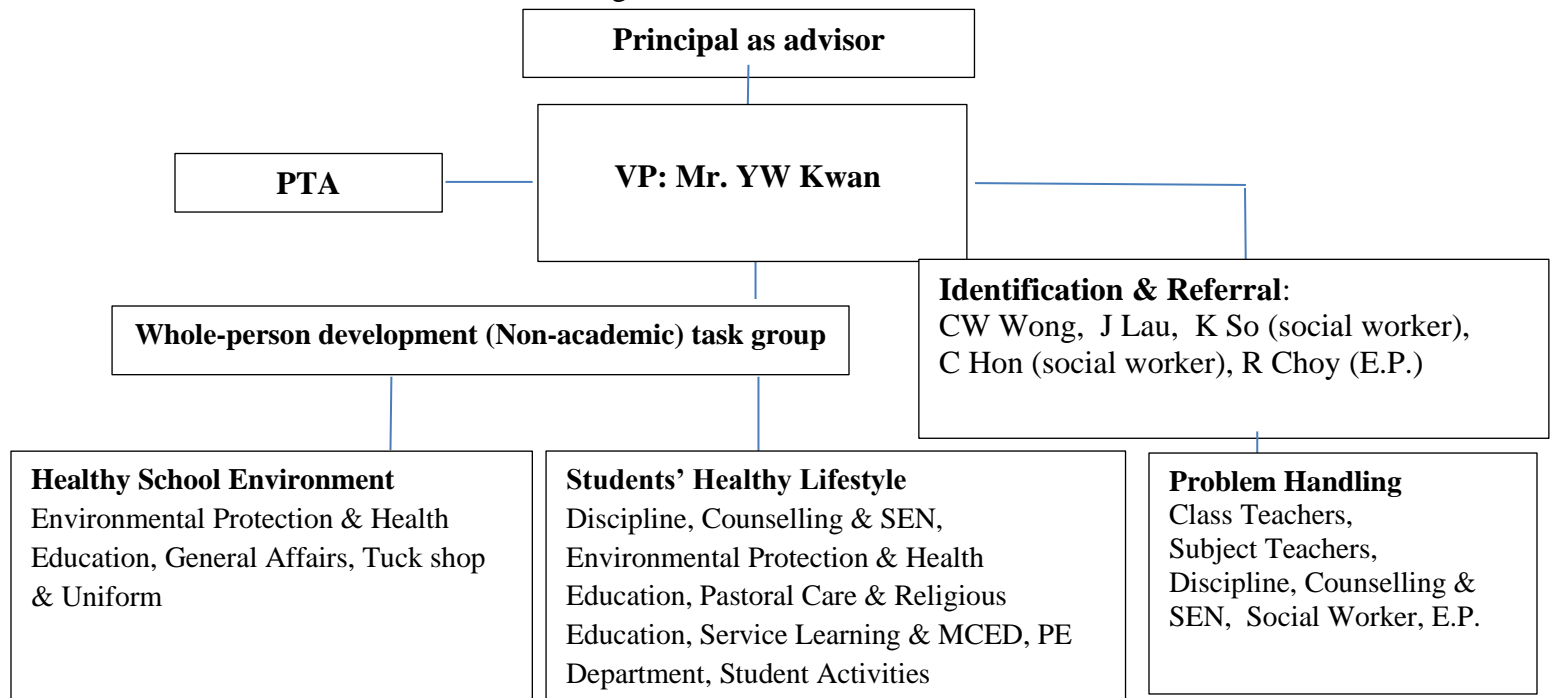 Principal as advisor
VP: Mr. YW Kwan
PTA
Identification & Referral:
CW Wong, J Lau, K So (social worker),
C Hon (social worker), R Choy (E.P.)
Whole-person development (Non-academic) task group
Healthy School Environment
Environmental Protection & Health
Education, General Affairs, Tuck shop
& Uniform
Students’ Healthy Lifestyle
Discipline, Counselling & SEN,
Environmental Protection & Health
Education, Pastoral Care & Religious
Education, Service Learning & MCED, PE
Department, Student Activities
Problem Handling
Class Teachers,
Subject Teachers,
Discipline, Counselling &
SEN, Social Worker, E.P.